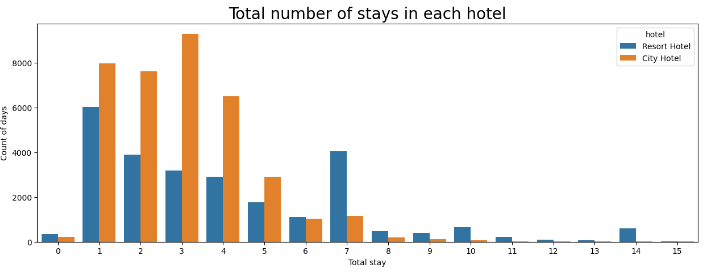 Total number of stays in each hotel
hotel
Resort Hotel
City Hotel
Count of days
8000
6000
4000
2000
0
0 1 2 3 4 5 6 7 8 9 10 11 12 13 14 15
Total stay